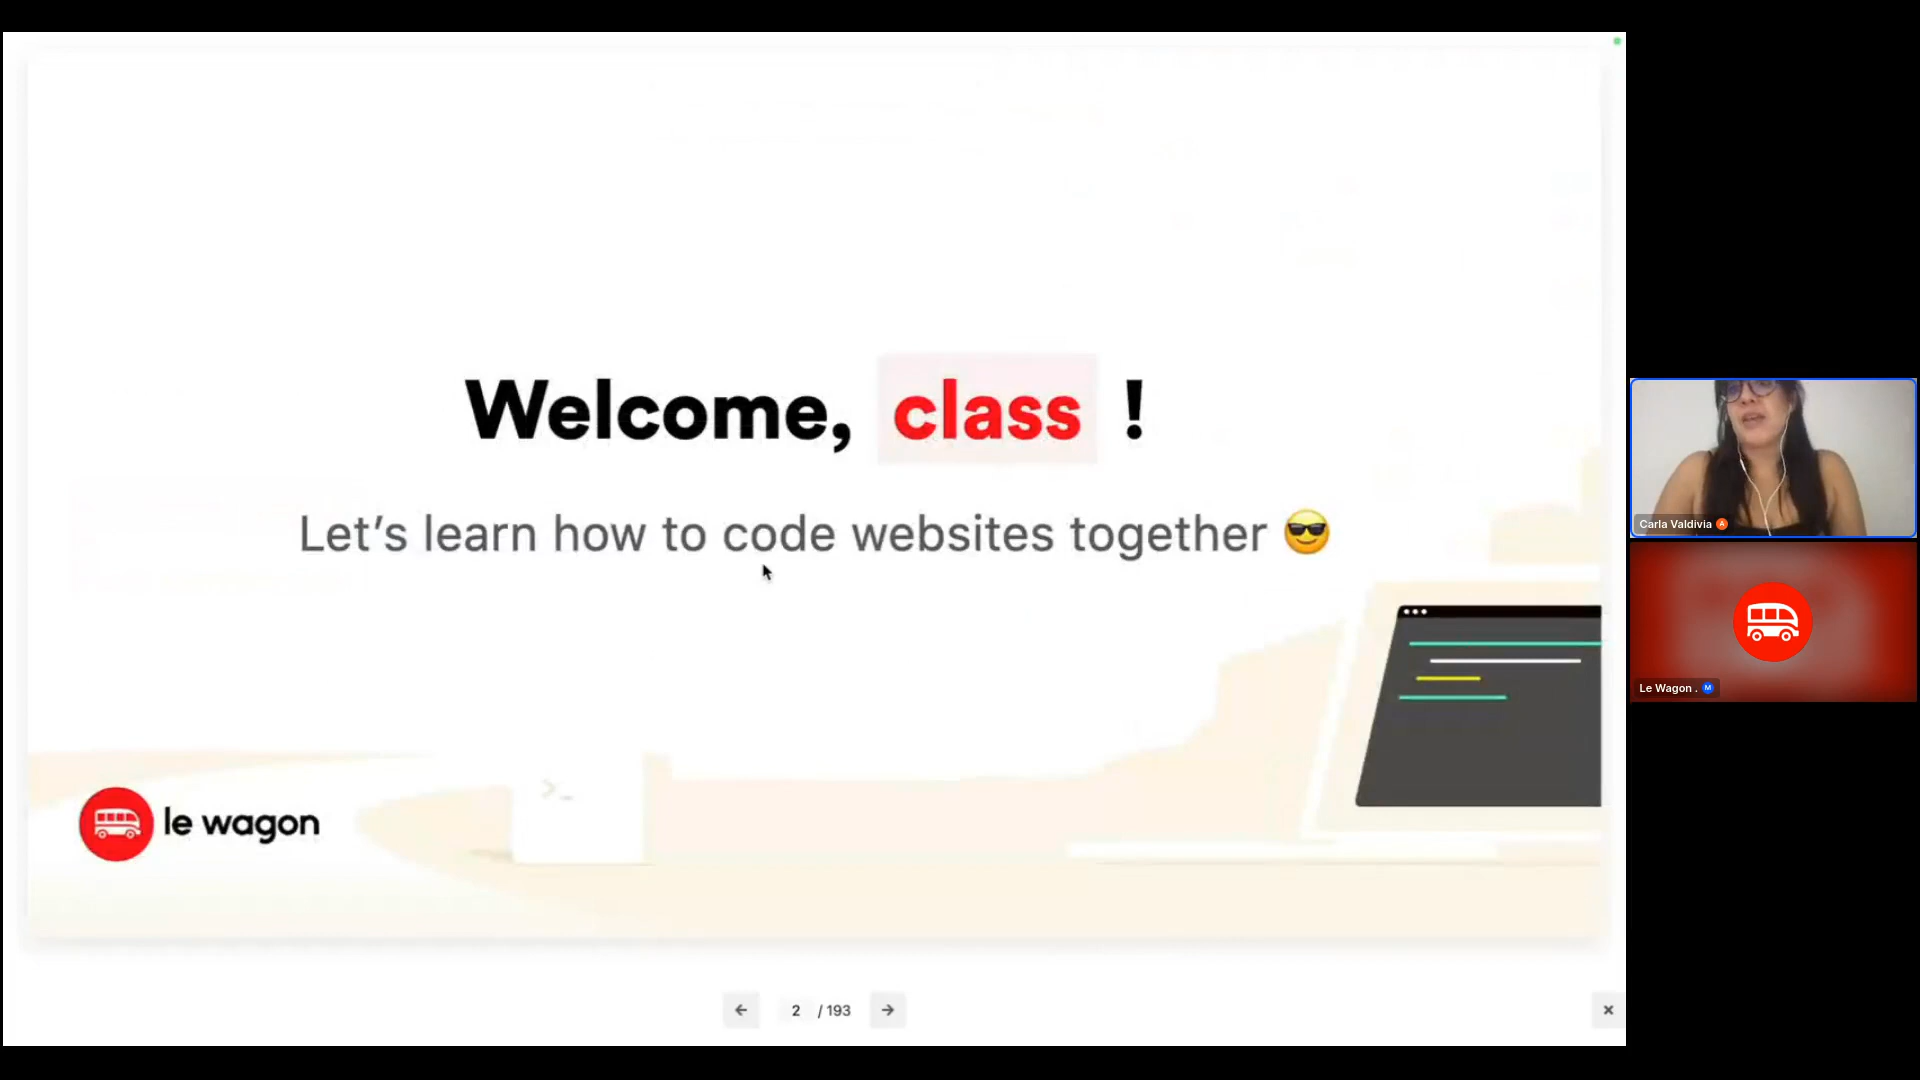 Welcome, class !
Let's learn how to code websites together 😎
>_
le wagon
2 / 193
Carla Valdivia A
Le Wagon . M